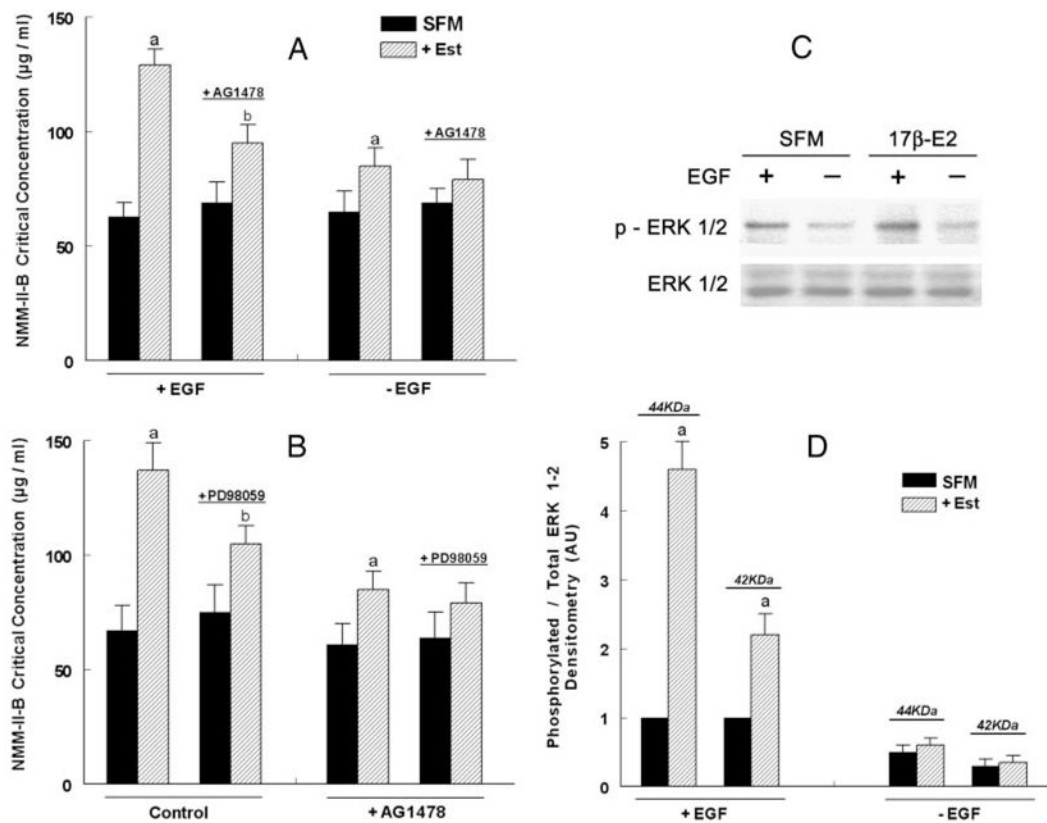 A
SFM
+ Est
NMM-II-B Critical Concentration (µg / ml)
150
100
50
0
a
+ AG1478
b
a
+ AG1478
+ EGF
- EGF
C
SFM
17β-E2
EGF
+
−
+
−
p - ERK 1/2
ERK 1/2
B
NMM-II-B Critical Concentration (µg / ml)
150
100
50
0
a
+ PD98059
b
a
+ PD98059
Control
+ AG1478
D
SFM
+ Est
Phosphorylated / Total ERK 1-2
Densitometry (AU)
5
4
3
2
1
0
44KDa
a
42KDa
a
44KDa
42KDa
+ EGF
- EGF